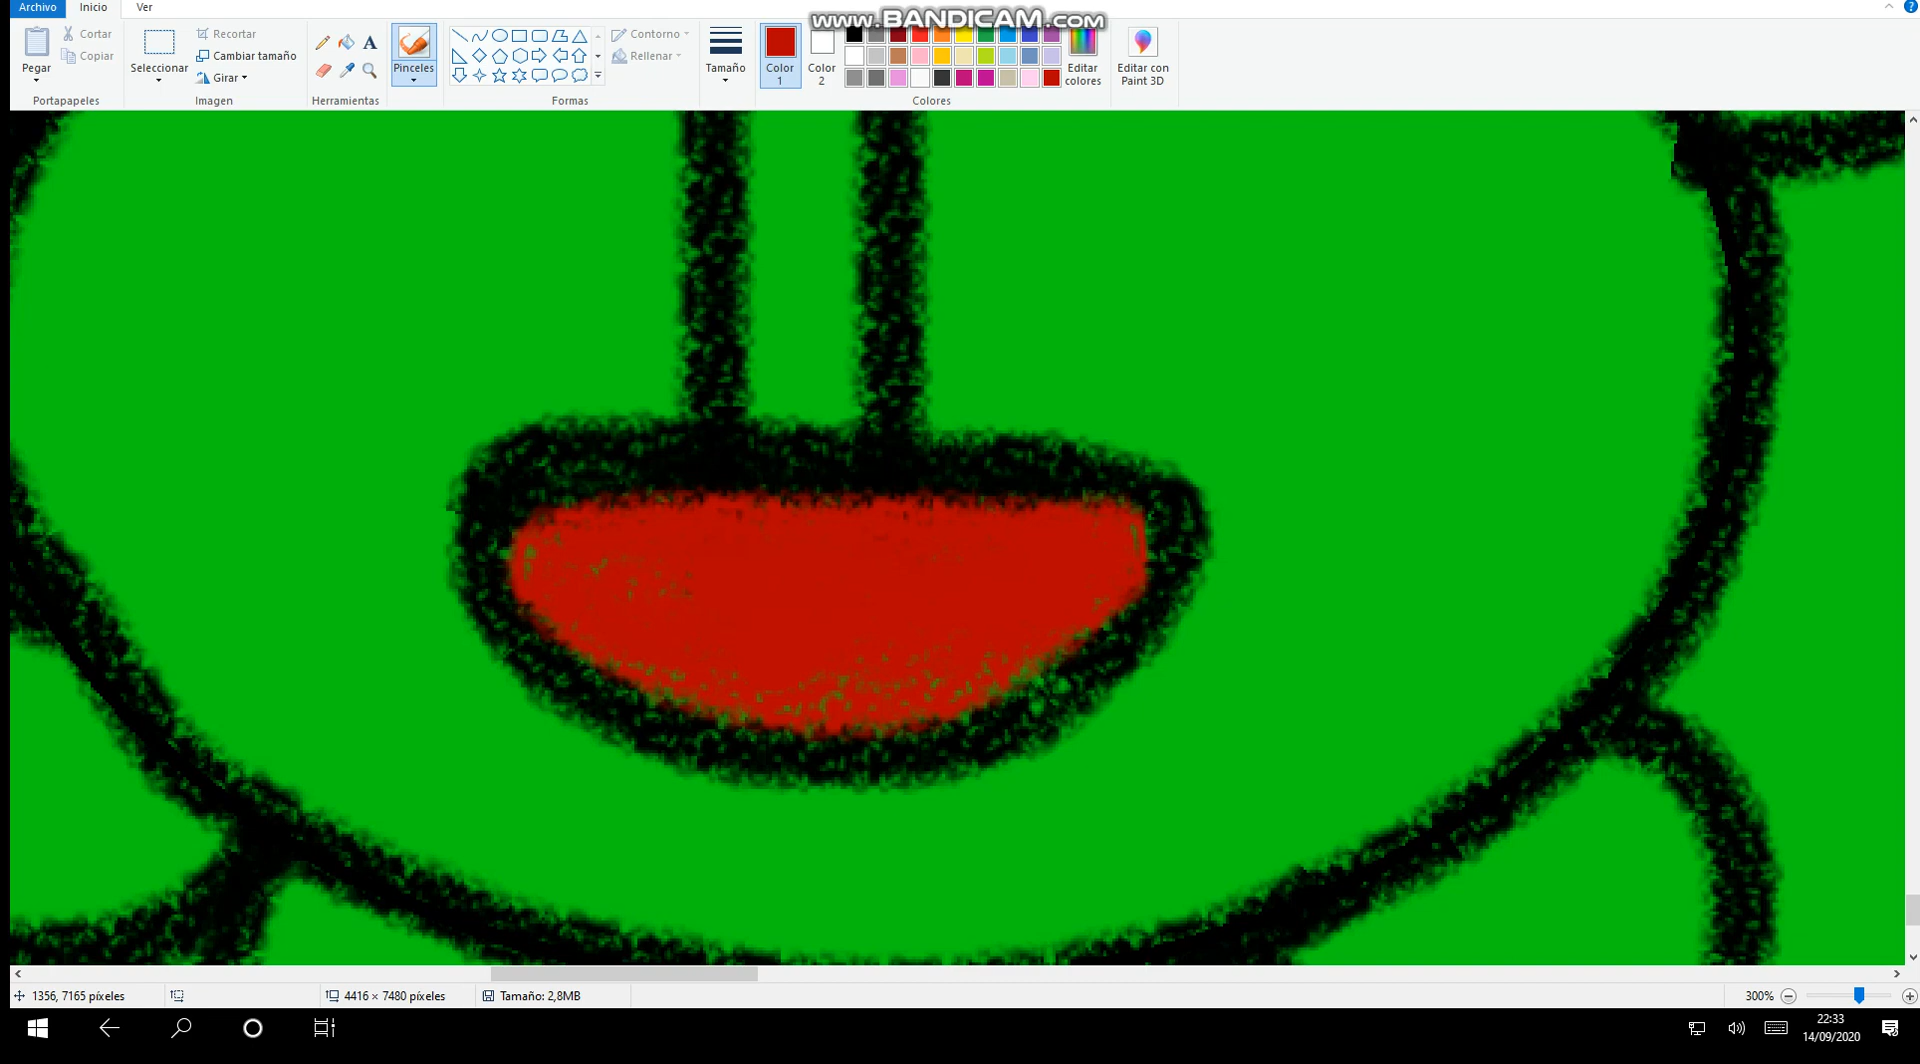 Archivo Inicio Ver
www.BANDICAM.com
Pegar
Cortar
Copiar
Portapapeles
Seleccionar
Recortar
Cambiar tamaño
Girar
Imagen
A
Herramientas
Pinceles
Formas
Contorno
Rellenar
Tamaño
Color
1
Color
2
Colores
Editar
colores
Editar con
Paint 3D
1356, 7165 píxeles
4416 × 7480 píxeles
Tamaño: 2,8MB
300%
22:33
14/09/2020